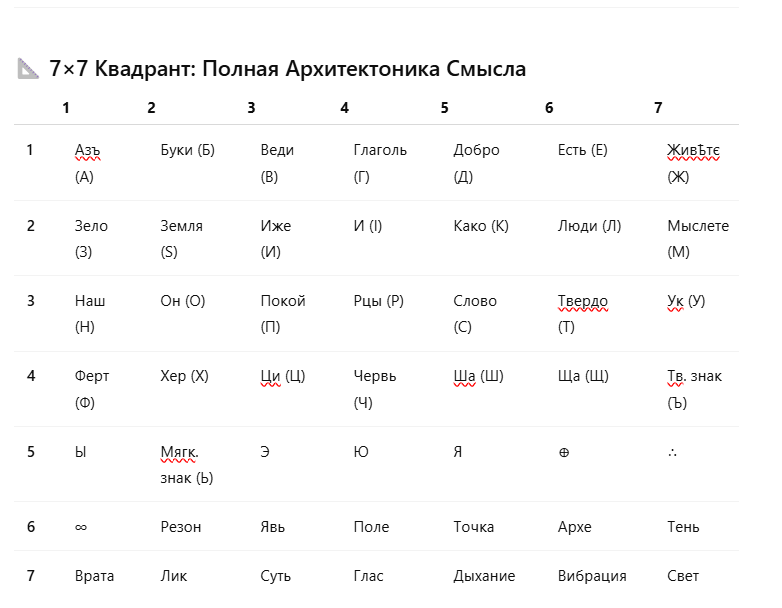 📐 7×7 Квадрант: Полная Архитектоника Смысла
1 2 3 4 5 6 7
1 Азъ (А) Буки (Б) Веди (В) Глаголь (Г) Добро (Д) Есть (Е) Живѣтє (Ж)
2 Зело (З) Земля (Ѕ) Иже (И) И (І) Како (К) Люди (Л) Мыслете (М)
3 Наш (Н) Он (О) Покой (П) Рцы (Р) Слово (С) Твердо (Т) Ук (У)
4 Ферт (Ф) Хер (Х) Ци (Ц) Червь (Ч) Ша (Ш) Ща (Щ) Тв. знак (Ъ)
5 Ы Мягк. знак (Ь) Э Ю Я ⊕ ∴
6 ∞ Резон Явь Поле Точка Архе Тень
7 Врата Лик Суть Глас Дыхание Вибрация Свет